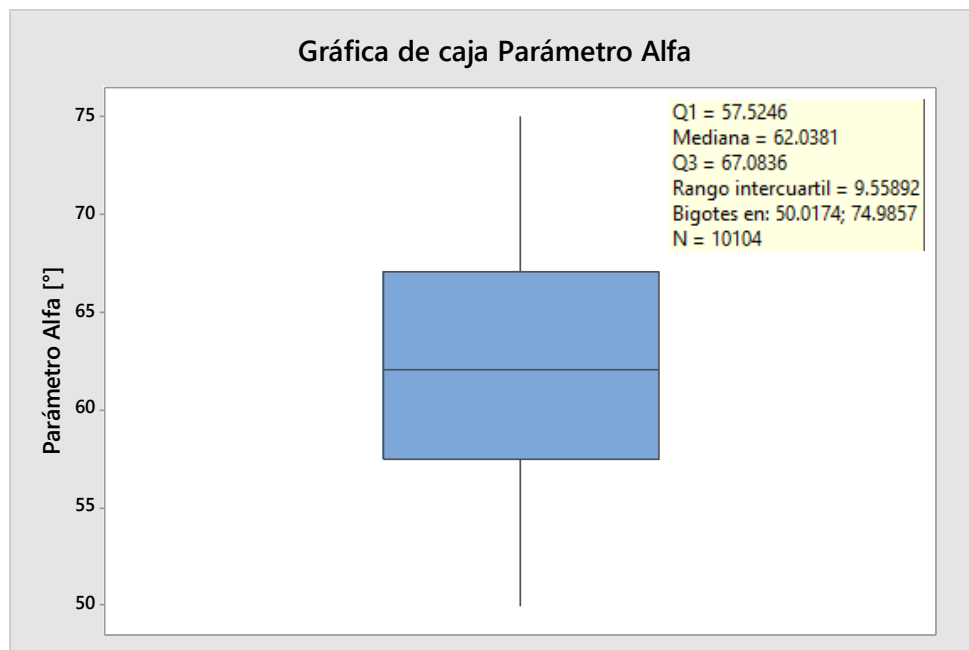 Gráfica de caja Parámetro Alfa
Q1 = 57.5246
Mediana = 62.0381
Q3 = 67.0836
Rango intercuartil = 9.55892
Bigotes en: 50.0174; 74.9857
N = 10104
Parámetro Alfa [°]
75
70
65
60
55
50